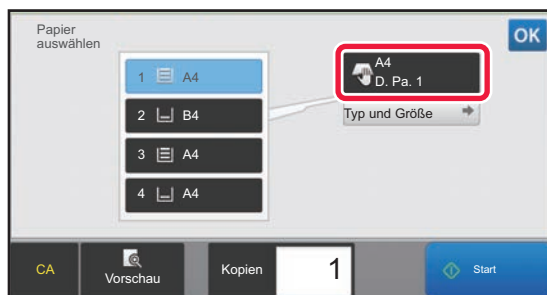 Papier
auswählen
OK
1 A4
2 B4
3 A4
4 A4
A4
D. Pa. 1
Typ und Größe
CA
Vorschau
Kopien
1
Start